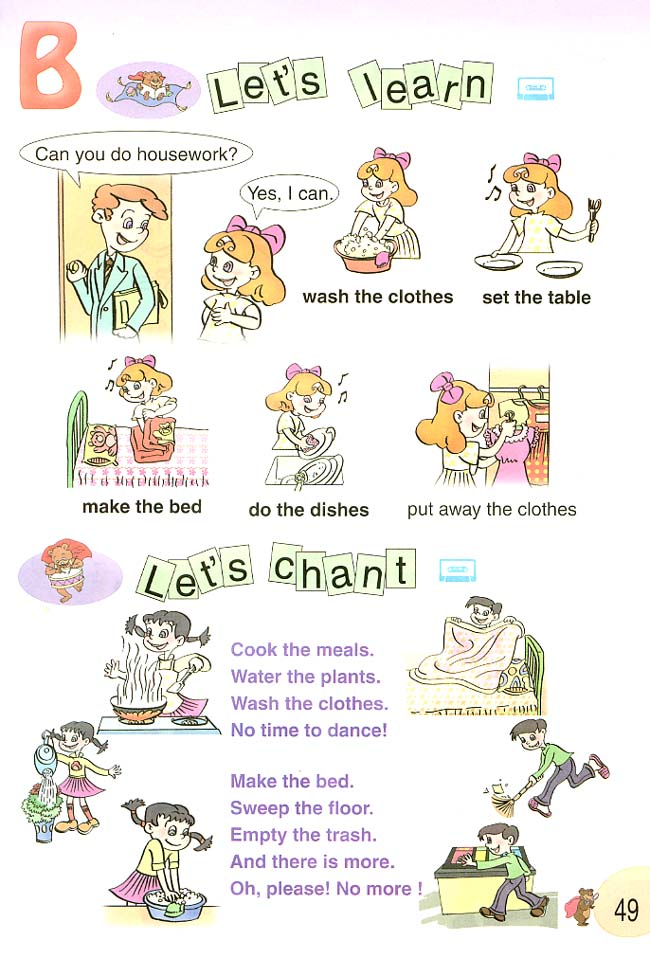 B
Let's learn
Can you do housework?
Yes, I can.
wash the clothes
set the table
make the bed
do the dishes
put away the clothes
Let's chant
Cook the meals.
Water the plants.
Wash the clothes.
No time to dance!
Make the bed.
Sweep the floor.
Empty the trash.
And there is more.
Oh, please! No more !
49